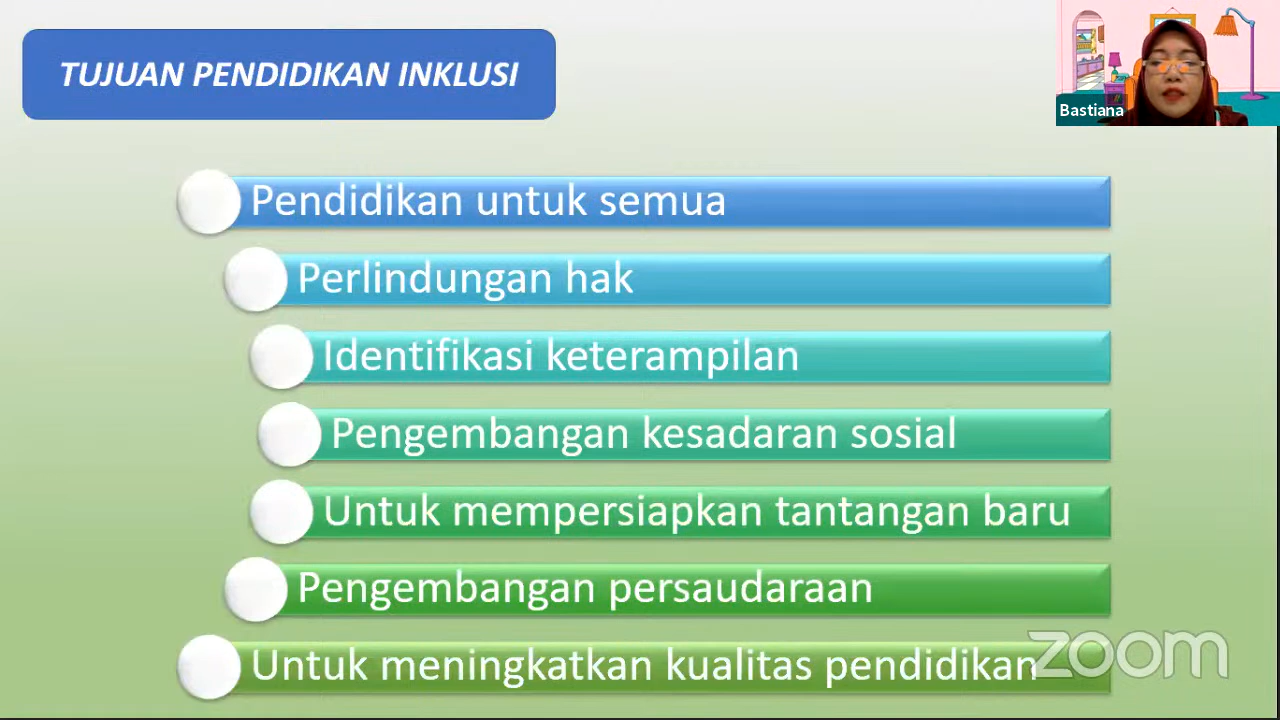 TUJUAN PENDIDIKAN INKLUSI
Bastiana
Pendidikan untuk semua
Perlindungan hak
Identifikasi keterampilan
Pengembangan kesadaran sosial
Untuk mempersiapkan tantangan baru
Pengembangan persaudaraan
Untuk meningkatkan kualitas pendidikan
zoom